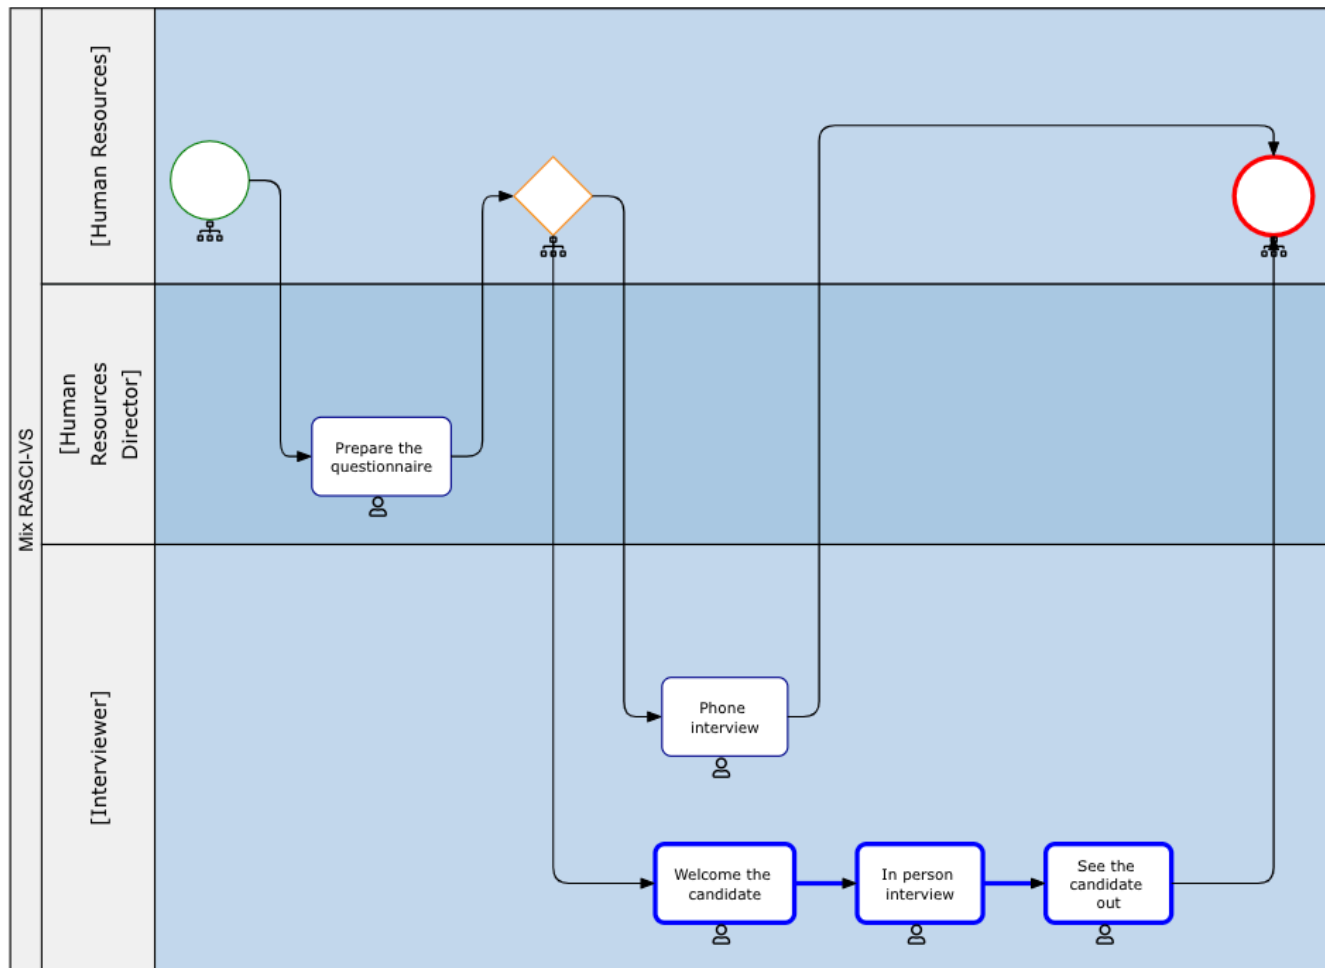 Mix RASCI-VS
[Human Resources]
[Human
Resources
Director]
Prepare the
questionnaire
[Interviewer]
Phone
interview
Welcome the
candidate
In person
interview
See the
candidate
out